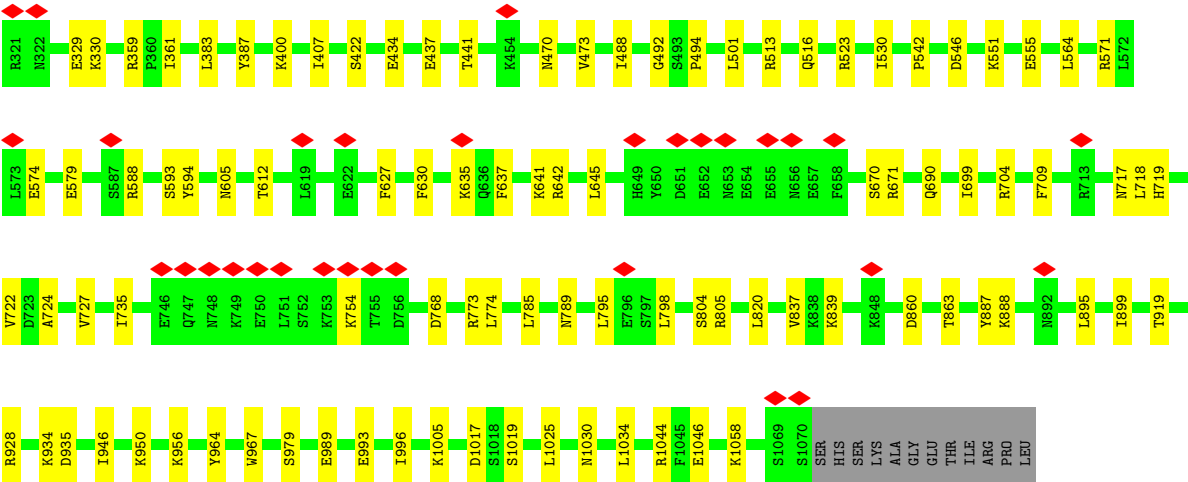 R321 N322 E329 K330 R359 P360 I361 L383 Y387 K400 I407 S422 E434 E437 T441 K454 N470 V473 I488 G492 S493 P494 L501 R513 Q516 R523 I530 P542 D546 K551 E555 L564 R571 L572
L573 E574 E579 S587 R588 S593 Y594 N605 T612 L619 E622 F627 F630 K635 Q636 F637 K641 R642 L645 H649 Y650 D651 E652 N653 E654 E655 N656 E657 F658 S670 R671 Q690 I699 R704 F709 R713 N717 L718 H719
V722 D723 A724 V727 I735 E746 Q747 N748 K749 E750 L751 S752 K753 K754 T755 D756 D768 R773 L774 L785 N789 L795 E796 S797 L798 S804 R805 L820 V837 K838 K839 K848 D860 T863 Y887 K888 N892 L895 I899 T919
R928 K934 D935 I946 K950 K956 Y964 W967 S979 E989 E993 I996 K1005 D1017 S1018 S1019 L1025 N1030 L1034 R1044 F1045 E1046 K1058 S1069 S1070 SER HIS SER LYS ALA GLY GLU THR ILE ARG PRO LEU